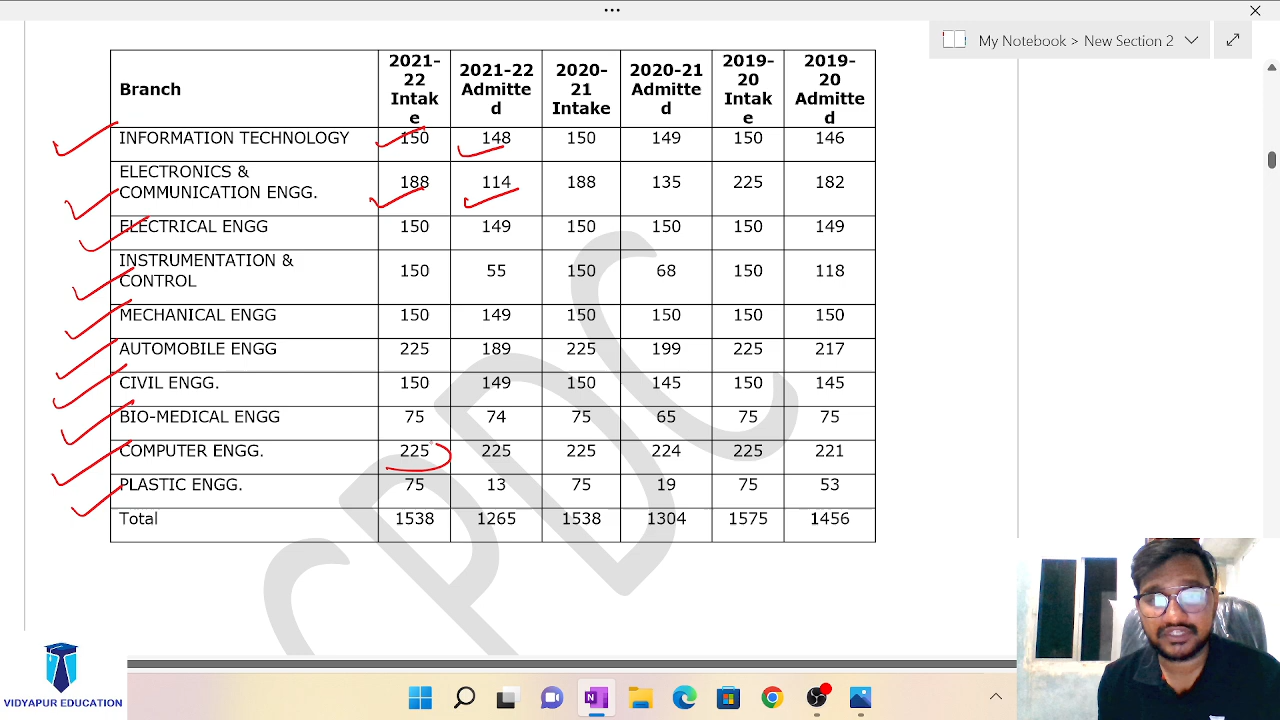 My Notebook > New Section 2
Branch
2021-
22
Intak
e
2021-22
Admitte
d
2020-
21
Intake
2020-21
Admitte
d
2019-
20
Intak
e
2019-
20
Admitte
d
INFORMATION TECHNOLOGY 150 148 150 149 150 146
ELECTRONICS &
COMMUNICATION ENGG. 188 114 188 135 225 182
ELECTRICAL ENGG 150 149 150 150 150 149
INSTRUMENTATION &
CONTROL 150 55 150 68 150 118
MECHANICAL ENGG 150 149 150 150 150 150
AUTOMOBILE ENGG 225 189 225 199 225 217
CIVIL ENGG. 150 149 150 145 150 145
BIO-MEDICAL ENGG 75 74 75 65 75 75
COMPUTER ENGG. 225 225 225 224 225 221
PLASTIC ENGG. 75 13 75 19 75 53
Total 1538 1265 1538 1304 1575 1456
CPDC
VIDYAPUR EDUCATION